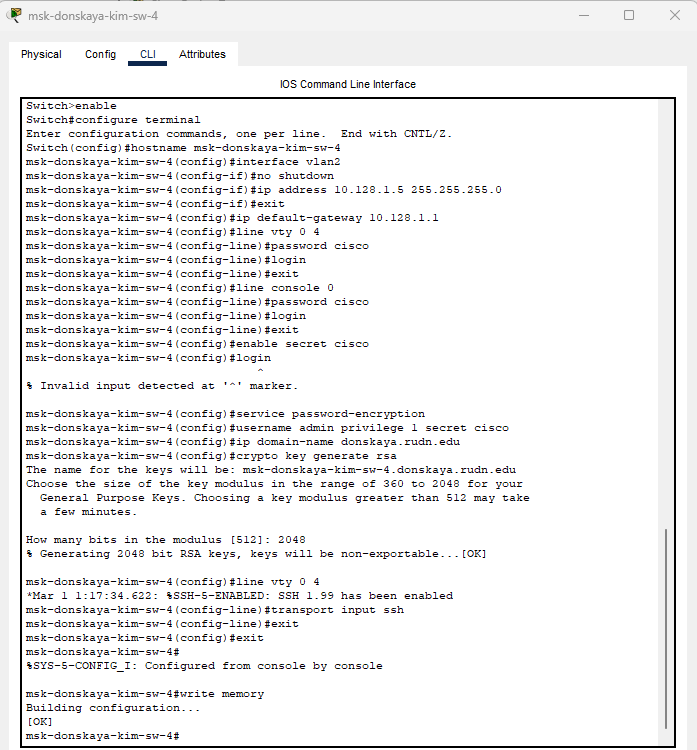 msk-donskaya-kim-sw-4
Physical Config CLI Attributes
IOS Command Line Interface
Switch>enable
Switch#configure terminal
Enter configuration commands, one per line.  End with CNTL/Z.
Switch(config)#hostname msk-donskaya-kim-sw-4
msk-donskaya-kim-sw-4(config)#interface vlan2
msk-donskaya-kim-sw-4(config-if)#no shutdown
msk-donskaya-kim-sw-4(config-if)#ip address 10.128.1.5 255.255.255.0
msk-donskaya-kim-sw-4(config-if)#exit
msk-donskaya-kim-sw-4(config)#ip default-gateway 10.128.1.1
msk-donskaya-kim-sw-4(config)#line vty 0 4
msk-donskaya-kim-sw-4(config-line)#password cisco
msk-donskaya-kim-sw-4(config-line)#login
msk-donskaya-kim-sw-4(config-line)#exit
msk-donskaya-kim-sw-4(config)#line console 0
msk-donskaya-kim-sw-4(config-line)#password cisco
msk-donskaya-kim-sw-4(config-line)#login
msk-donskaya-kim-sw-4(config-line)#exit
msk-donskaya-kim-sw-4(config)#enable secret cisco
msk-donskaya-kim-sw-4(config)#login
^
% Invalid input detected at '^' marker.
msk-donskaya-kim-sw-4(config)#service password-encryption
msk-donskaya-kim-sw-4(config)#username admin privilege 1 secret cisco
msk-donskaya-kim-sw-4(config)#ip domain-name donskaya.rudn.edu
msk-donskaya-kim-sw-4(config)#crypto key generate rsa
The name for the keys will be: msk-donskaya-kim-sw-4.donskaya.rudn.edu
Choose the size of the key modulus in the range of 360 to 2048 for your
General Purpose Keys. Choosing a key modulus greater than 512 may take
a few minutes.
How many bits in the modulus [512]: 2048
% Generating 2048 bit RSA keys, keys will be non-exportable...[OK]
msk-donskaya-kim-sw-4(config)#line vty 0 4
*Mar 1 1:17:34.622: %SSH-5-ENABLED: SSH 1.99 has been enabled
msk-donskaya-kim-sw-4(config-line)#transport input ssh
msk-donskaya-kim-sw-4(config-line)#exit
msk-donskaya-kim-sw-4(config)#exit
msk-donskaya-kim-sw-4#
%SYS-5-CONFIG_I: Configured from console by console
msk-donskaya-kim-sw-4#write memory
Building configuration...
[OK]
msk-donskaya-kim-sw-4#